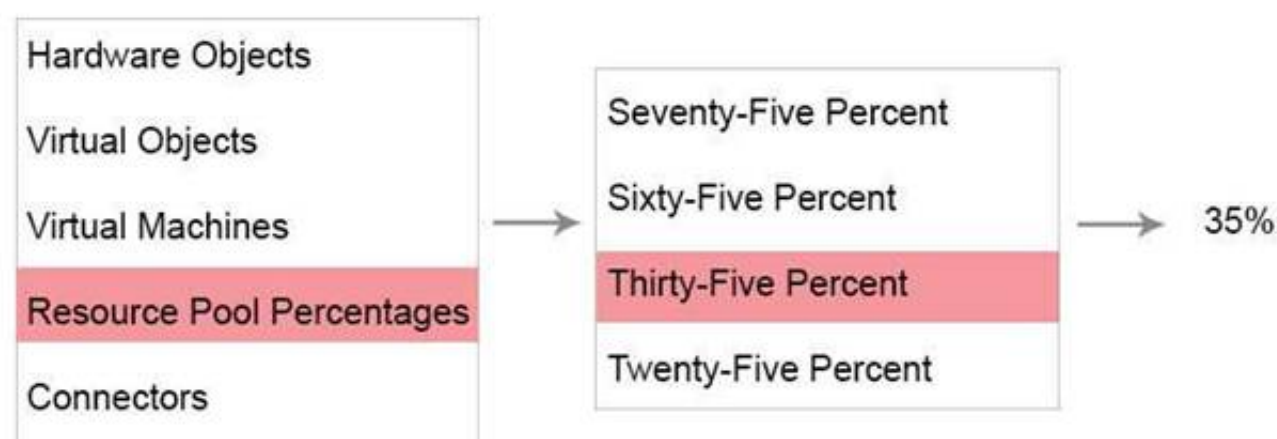 Hardware Objects
Virtual Objects
Virtual Machines
Resource Pool Percentages
Connectors
Seventy-Five Percent
Sixty-Five Percent
Thirty-Five Percent
Twenty-Five Percent
35%